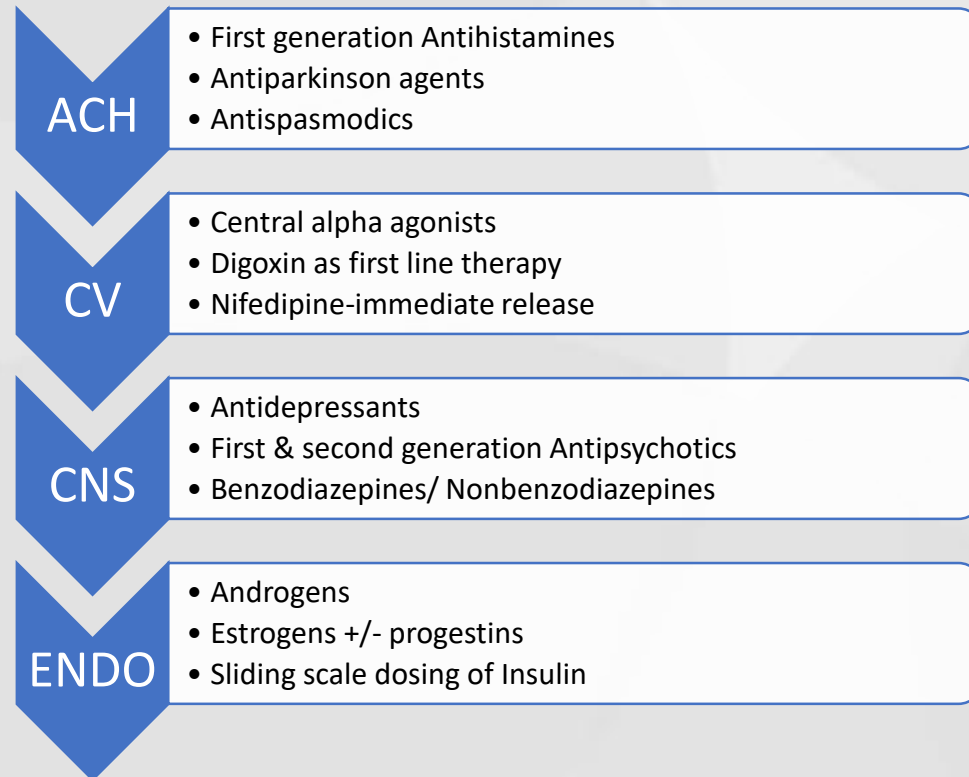 ACH
• First generation Antihistamines
• Antiparkinson agents
• Antispasmodics
CV
• Central alpha agonists
• Digoxin as first line therapy
• Nifedipine-immediate release
CNS
• Antidepressants
• First & second generation Antipsychotics
• Benzodiazepines/ Nonbenzodiazepines
ENDO
• Androgens
• Estrogens +/- progestins
• Sliding scale dosing of Insulin